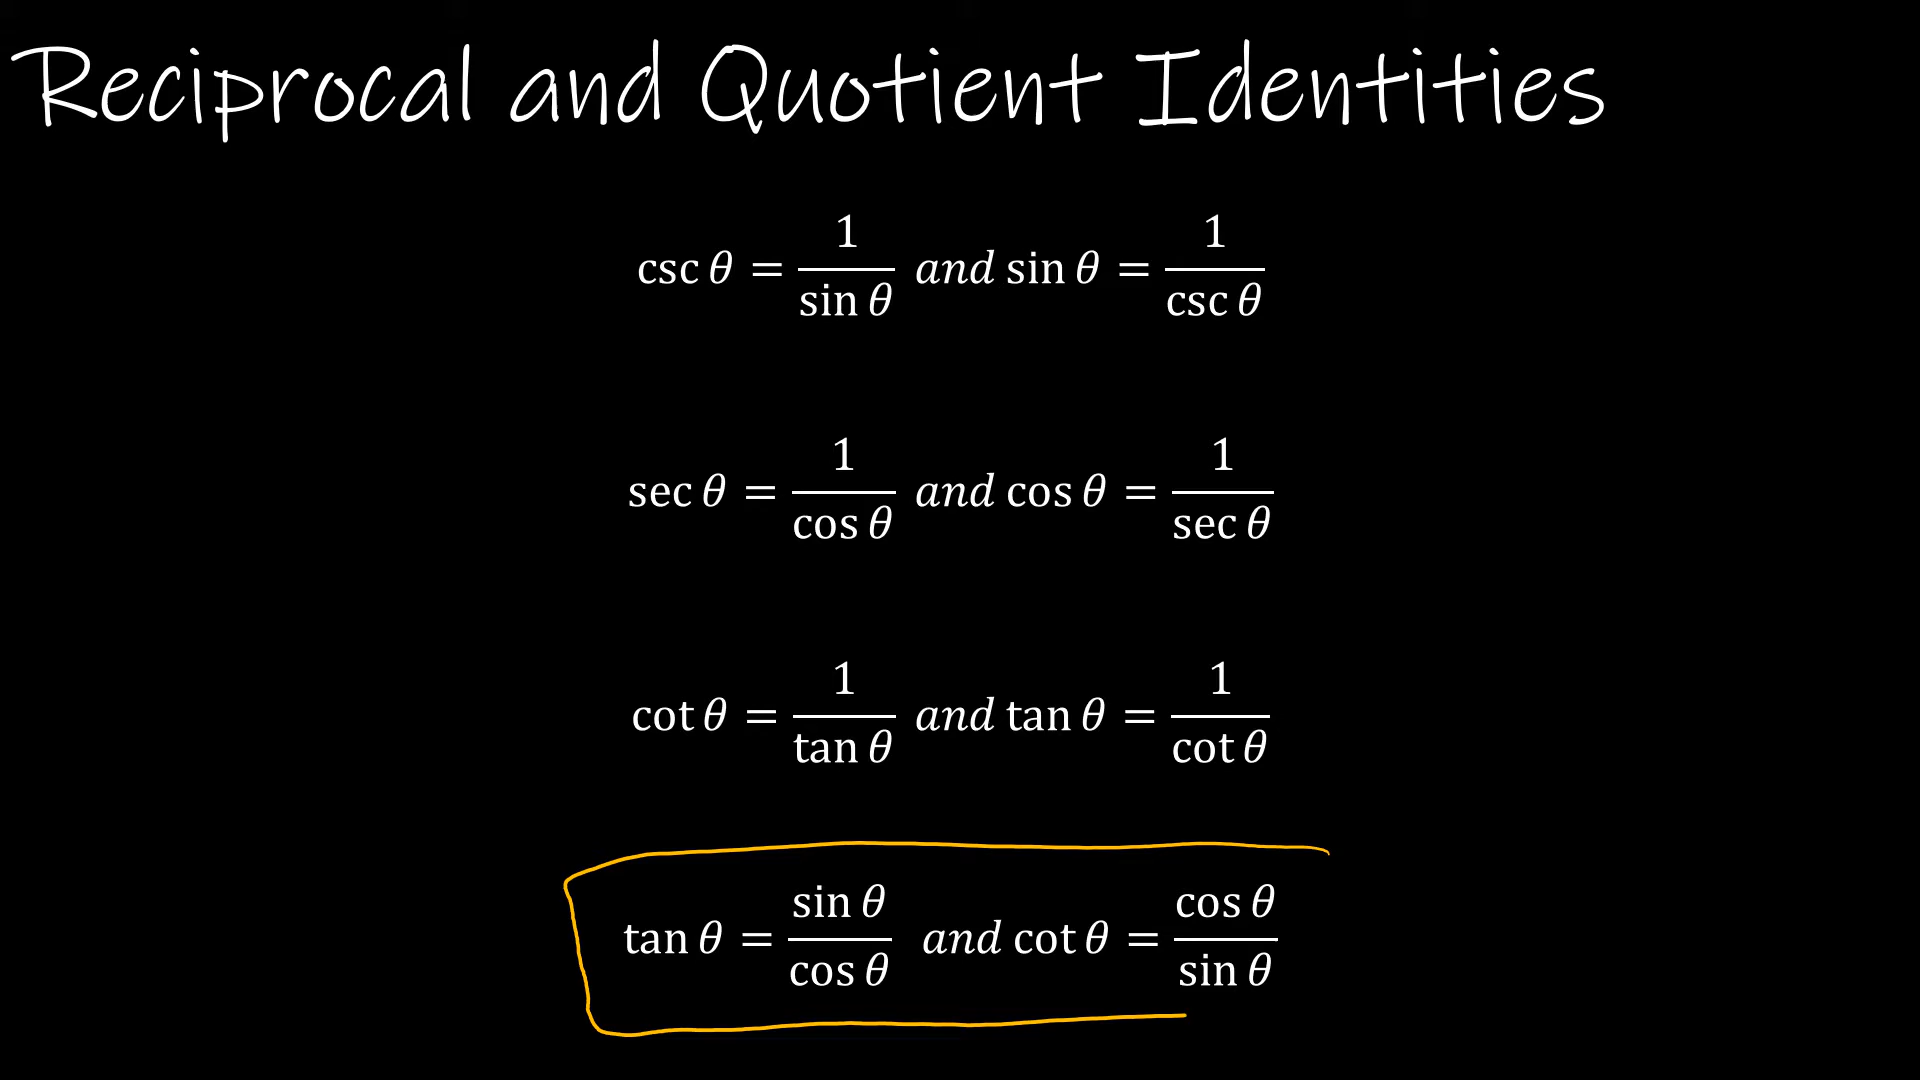 Reciprocal and Quotient Identities
csc θ = 1/sin θ and sin θ = 1/csc θ
sec θ = 1/cos θ and cos θ = 1/sec θ
cot θ = 1/tan θ and tan θ = 1/cot θ
tan θ = sin θ/cos θ and cot θ = cos θ/sin θ